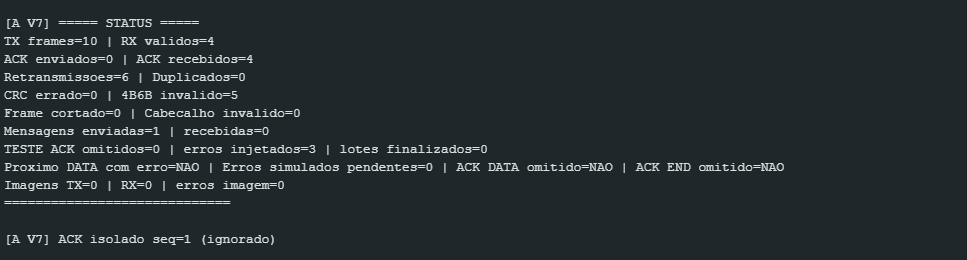 [A V7] ===== STATUS =====
TX frames=10 | RX validos=4
ACK enviados=0 | ACK recebidos=4
Retransmissoes=6 | Duplicados=0
CRC errado=0 | 4B6B invalido=5
Frame cortado=0 | Cabecalho invalido=0
Mensagens enviadas=1 | recebidas=0
TESTE ACK omitidos=0 | erros injetados=3 | lotes finalizados=0
Proximo DATA com erro=NAO | Erros simulados pendentes=0 | ACK DATA omitido=NAO | ACK END omitido=NAO
Imagens TX=0 | RX=0 | erros imagem=0
=============================
[A V7] ACK isolado seq=1 (ignorado)